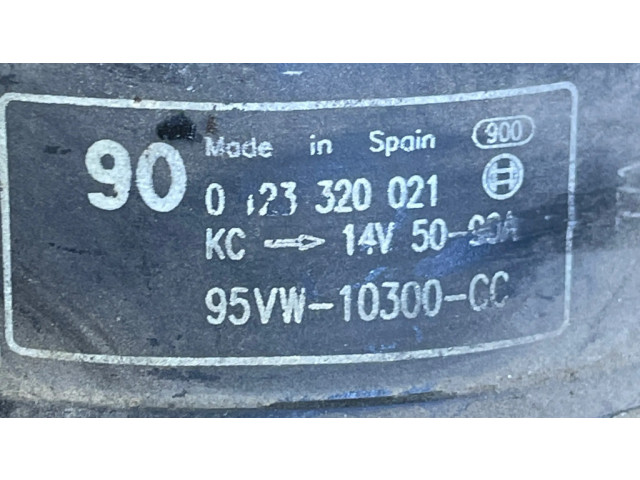 90
Made in Spain 900
0 123 320 021
KC → 14V 50-90A
95VW-10300-CC